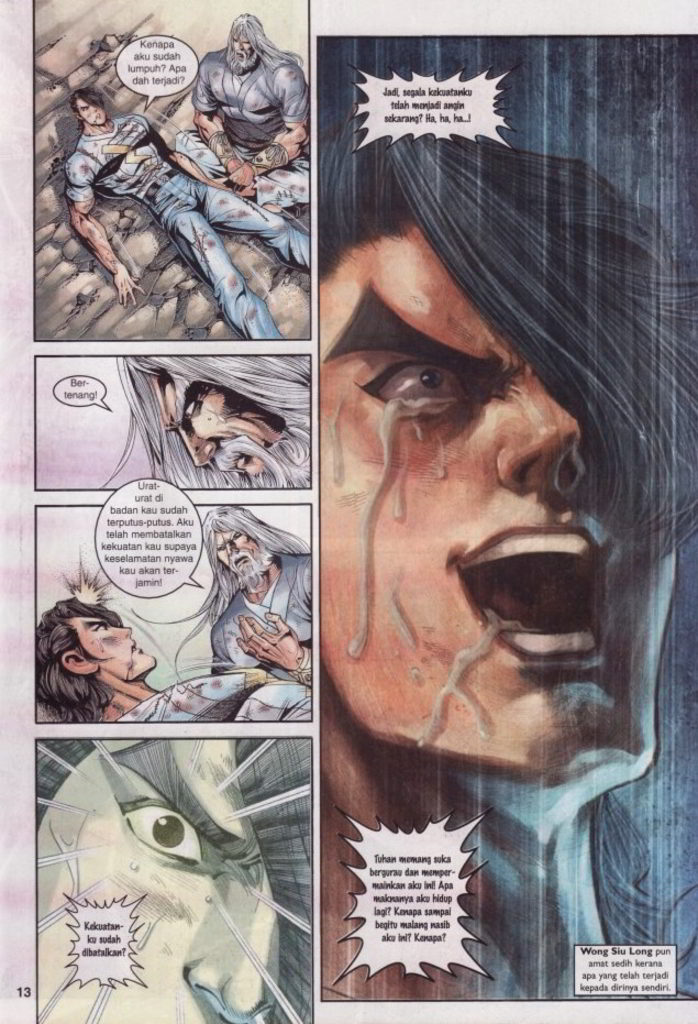 Kenapa
aku sudah
lumpuh? Apa
dah terjadi?
Ber-
tenang!
Urat-
urat di
badan kau sudah
terputus-putus. Aku
telah membatalkan
kekuatan kau supaya
keselamatan nyawa
kau akan ter-
jamin!
Kekuatan-
ku sudah
dibatalkan?
Jadi, segala kekuatanku
telah menjadi angin
sekarang? Ha, ha, ha...!
Tuhan memang suka
bergurau dan memper-
mainkan aku ini! Apa
maknanya aku hidup
lagi? Kenapa sampai
begitu malang nasib
aku ini? Kenapa?
Wong Siu Long pun
amat sedih kerana
apa yang telah terjadi
kepada dirinya sendiri.
13